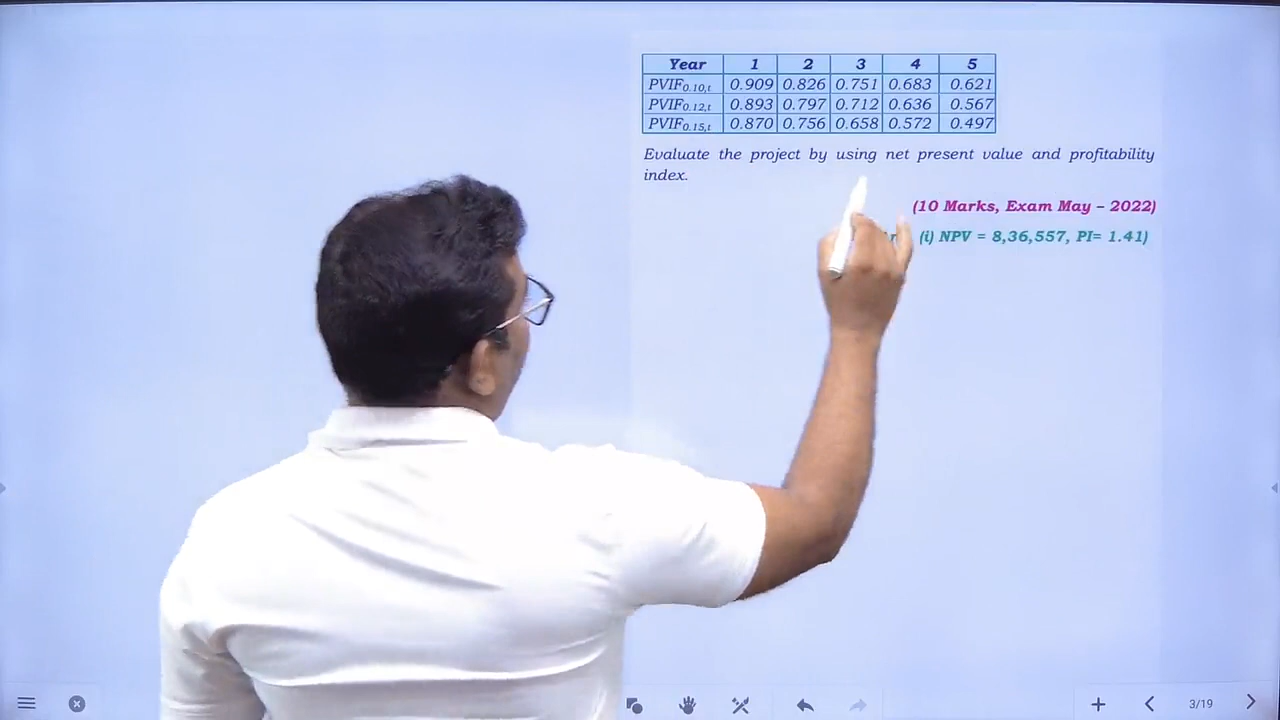 Year 1 2 3 4 5
PVIF0.10,t 0.909 0.826 0.751 0.683 0.621
PVIF0.12,t 0.893 0.797 0.712 0.636 0.567
PVIF0.15,t 0.870 0.756 0.658 0.572 0.497
Evaluate the project by using net present value and profitability
index.
(10 Marks, Exam May – 2022)
(i) NPV = 8,36,557, PI= 1.41)
3/19